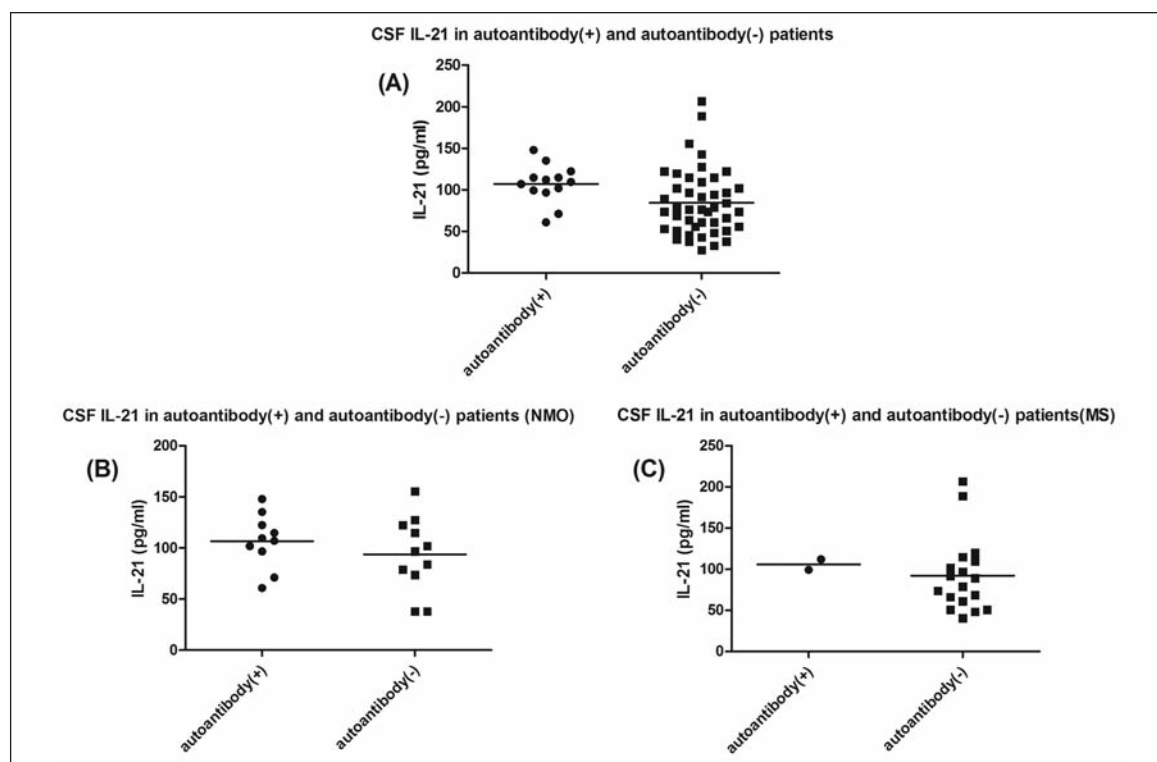 CSF IL-21 in autoantibody(+) and autoantibody(-) patients
(A)
IL-21 (pg/ml)
250
200
150
100
50
0
autoantibody(+)
autoantibody(-)
CSF IL-21 in autoantibody(+) and autoantibody(-) patients (NMO)
(B)
IL-21 (pg/ml)
200
150
100
50
0
autoantibody(+)
autoantibody(-)
CSF IL-21 in autoantibody(+) and autoantibody(-) patients(MS)
(C)
IL-21 (pg/ml)
250
200
150
100
50
0
autoantibody(+)
autoantibody(-)